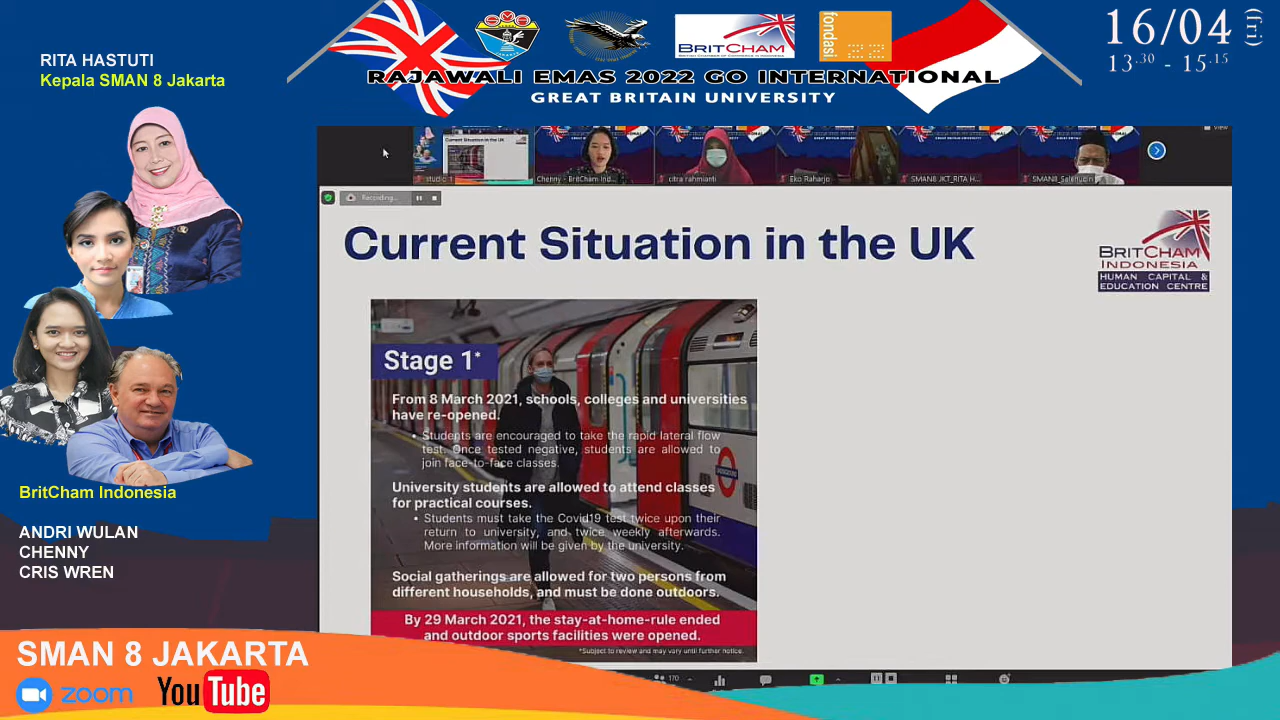 RITA HASTUTI
Kepala SMAN 8 Jakarta
BRITCHAM
fondasi
RAJAWALI EMAS 2022 GO INTERNATIONAL
GREAT BRITAIN UNIVERSITY
16/04 (fri)
13.30 - 15.15
View
studio 1
Chenny - BritCham Ind...
citra rahmianti
Eko Raharjo
SMAN8 JKT_RITA H...
Recording...
Current Situation in the UK
BRITCHAM
INDONESIA
HUMAN CAPITAL &
EDUCATION CENTRE
Stage 1*
From 8 March 2021, schools, colleges and universities
have re-opened.
• Students are encouraged to take the rapid lateral flow
test. Once tested negative, students are allowed to
join face-to-face classes.
University students are allowed to attend classes
for practical courses.
• Students must take the Covid19 test twice upon their
return to university, and twice weekly afterwards.
More information will be given by the university.
Social gatherings are allowed for two persons from
different households, and must be done outdoors.
By 29 March 2021, the stay-at-home-rule ended
and outdoor sports facilities were opened.
*Subject to review and may vary until further notice.
170
BritCham Indonesia
ANDRI WULAN
CHENNY
CRIS WREN
SMAN 8 JAKARTA
zoom
YouTube